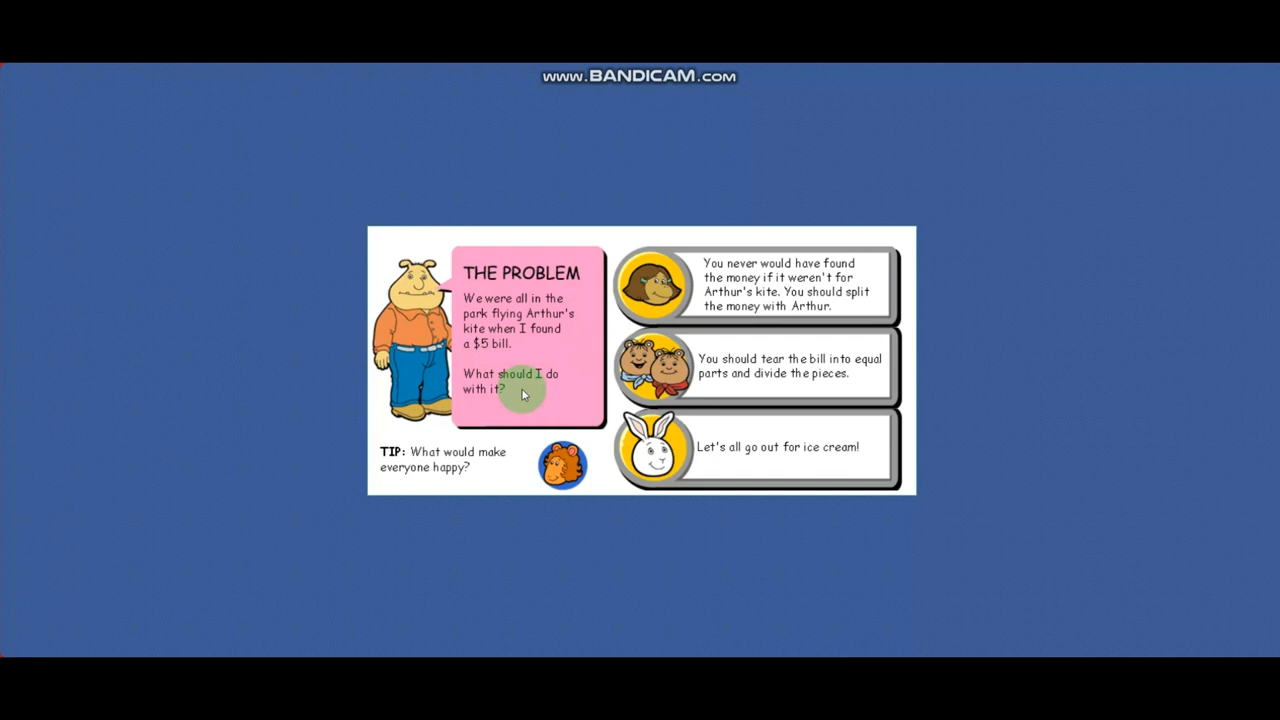 www.BANDICAM.com
THE PROBLEM
We were all in the
park flying Arthur's
kite when I found
a $5 bill.
What should I do
with it?
TIP: What would make
everyone happy?
You never would have found
the money if it weren't for
Arthur's kite. You should split
the money with Arthur.
You should tear the bill into equal
parts and divide the pieces.
Let's all go out for ice cream!